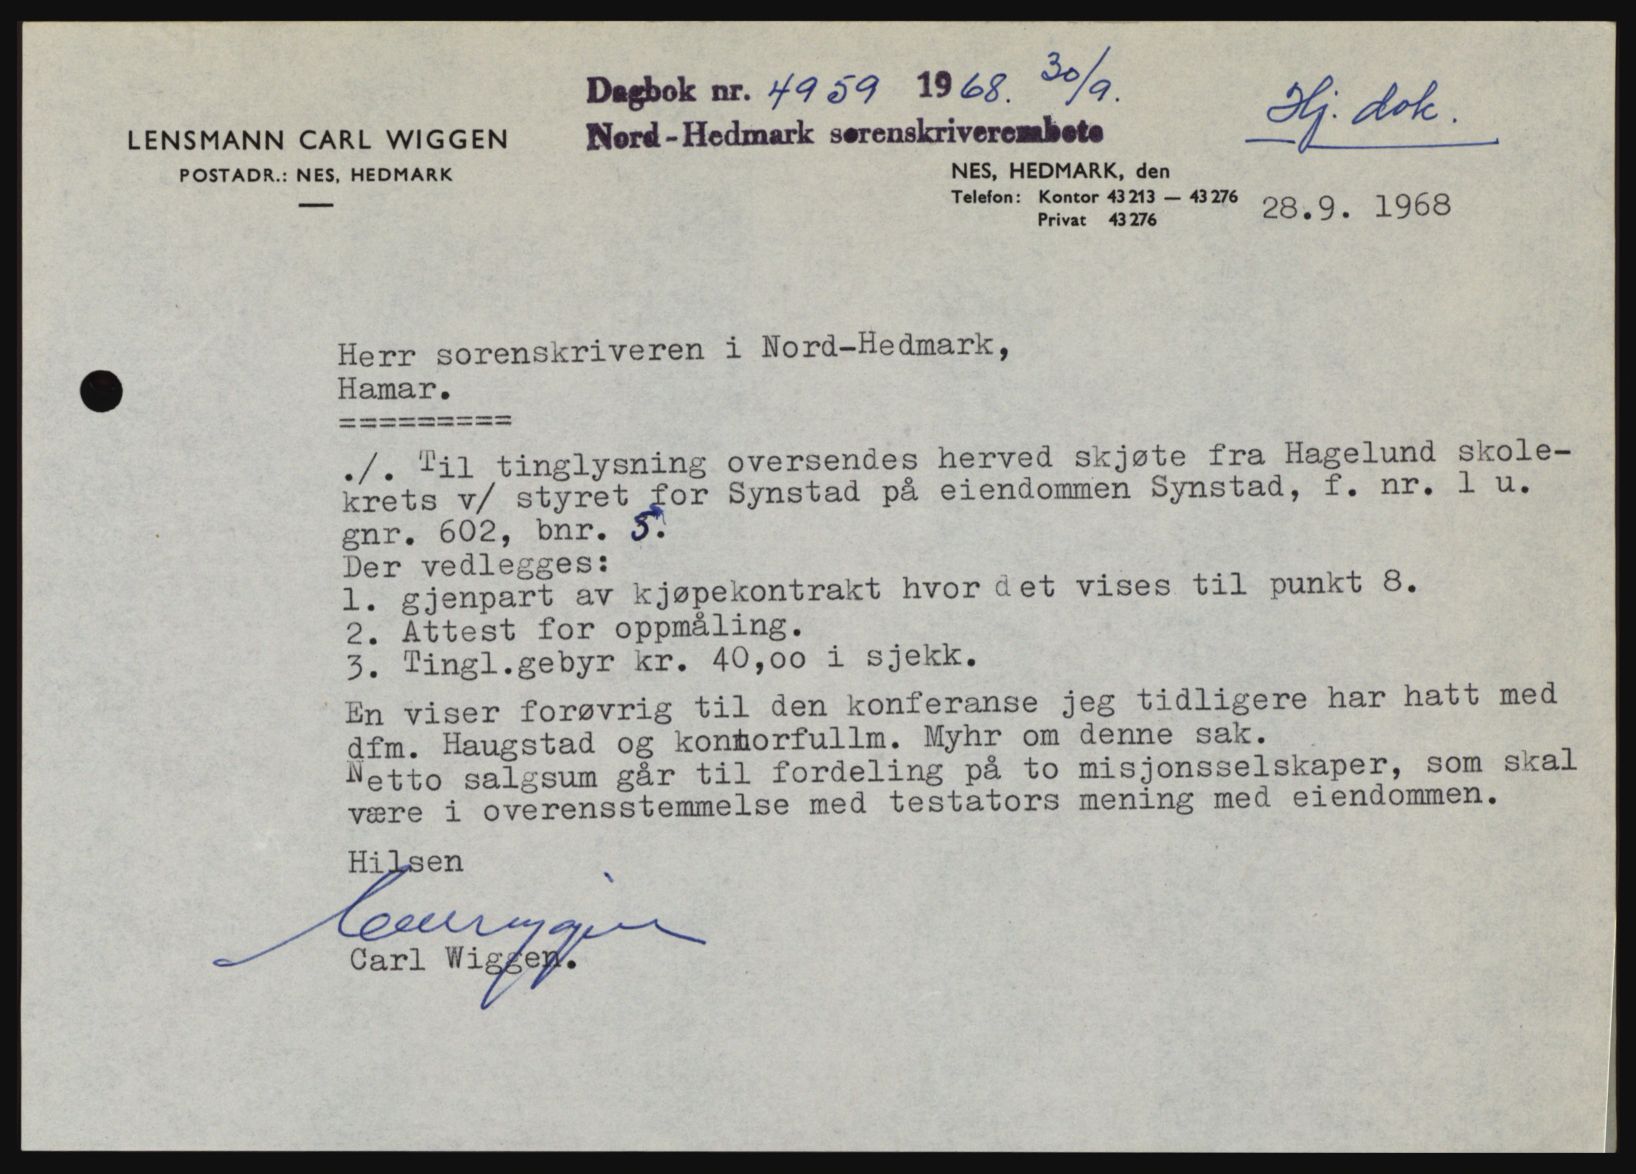 Dagbok nr. 4959 1968. 30/9.
Nord-Hedmark sorenskriverembete
Hj. dok.
LENSMANN CARL WIGGEN
POSTADR.: NES, HEDMARK
NES, HEDMARK, den
Telefon: Kontor 43213 — 43276
Privat 43276
28.9. 1968
Herr sorenskriveren i Nord-Hedmark,
Hamar.
=========
./. Til tinglysning oversendes herved skjøte fra Hagelund skole-
krets v/ styret for Synstad på eiendommen Synstad, f. nr. 1 u.
gnr. 602, bnr. 5.
Der vedlegges:
1. gjenpart av kjøpekontrakt hvor det vises til punkt 8.
2. Attest for oppmåling.
3. Tingl.gebyr kr. 40,oo i sjekk.
En viser forøvrig til den konferanse jeg tidligere har hatt med
dfm. Haugstad og kontorfullm. Myhr om denne sak.
Netto salgsum går til fordeling på to misjonsselskaper, som skal
være i overensstemmelse med testators mening med eiendommen.
Hilsen
Carl Wiggen
Carl Wiggen.